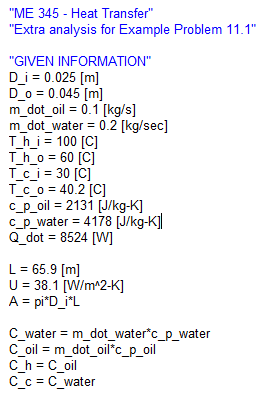 "ME 345 - Heat Transfer"
"Extra analysis for Example Problem 11.1"
"GIVEN INFORMATION"
D_i = 0.025 [m]
D_o = 0.045 [m]
m_dot_oil = 0.1 [kg/s]
m_dot_water = 0.2 [kg/sec]
T_h_i = 100 [C]
T_h_o = 60 [C]
T_c_i = 30 [C]
T_c_o = 40.2 [C]
c_p_oil = 2131 [J/kg-K]
c_p_water = 4178 [J/kg-K]
Q_dot = 8524 [W]
L = 65.9 [m]
U = 38.1 [W/m^2-K]
A = pi*D_i*L
C_water = m_dot_water*c_p_water
C_oil = m_dot_oil*c_p_oil
C_h = C_oil
C_c = C_water